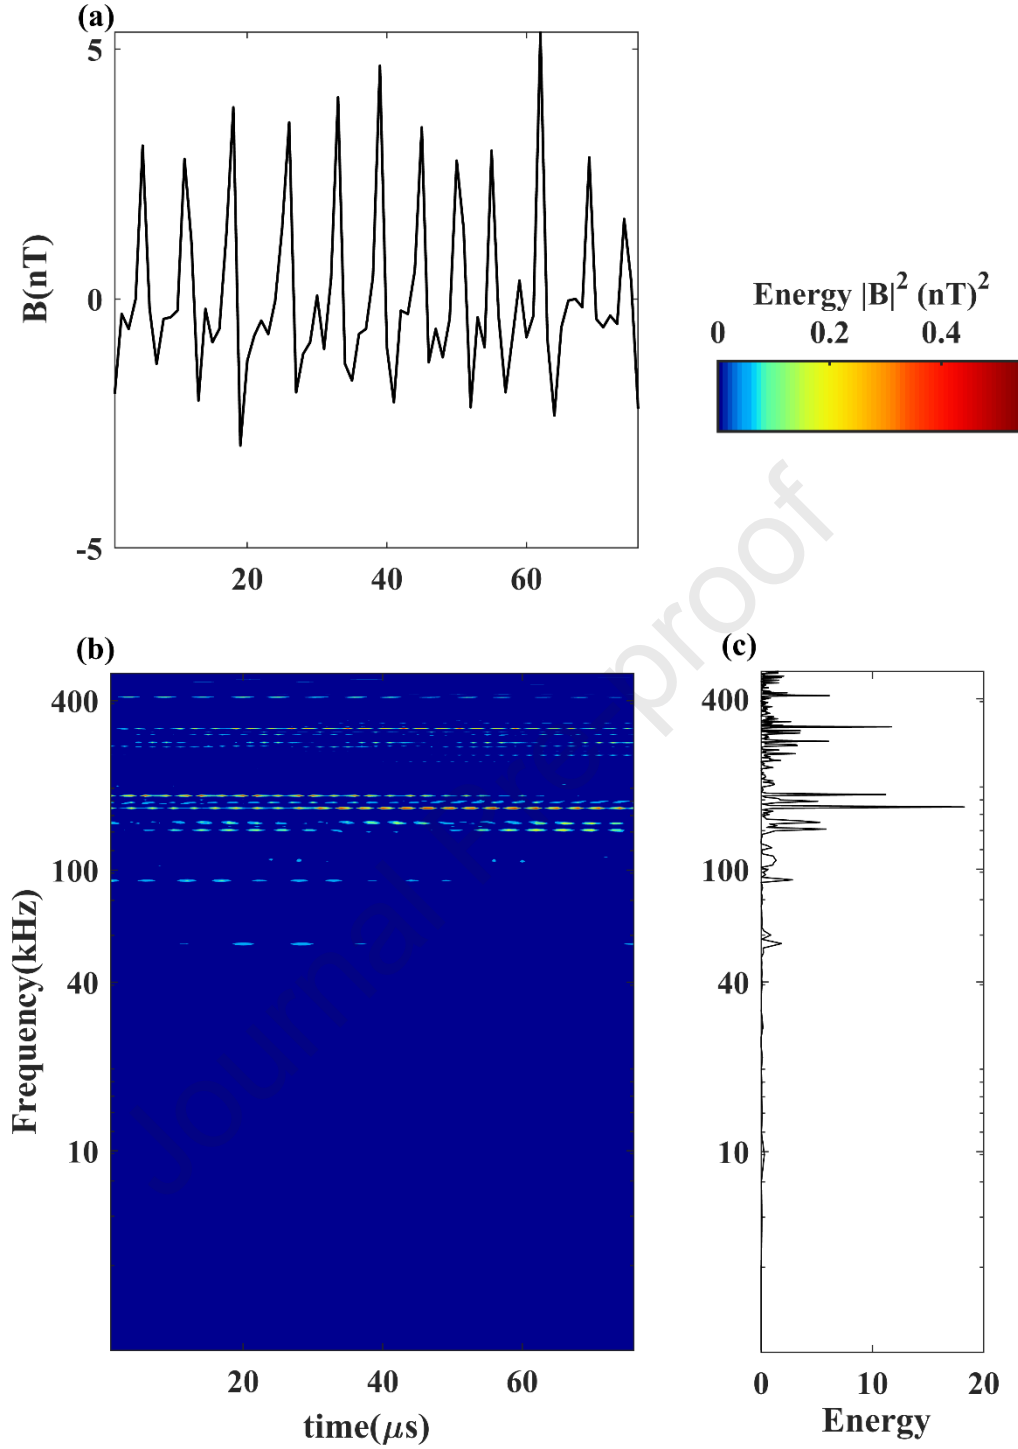 (a)
5
0
-5
B(nT)
20 40 60
Energy |B|² (nT)²
0 0.2 0.4
(b)
400
100
40
10
Frequency(kHz)
20 40 60
time(μs)
(c)
400
100
40
10
0 10 20
Energy
Journal Pre-proof